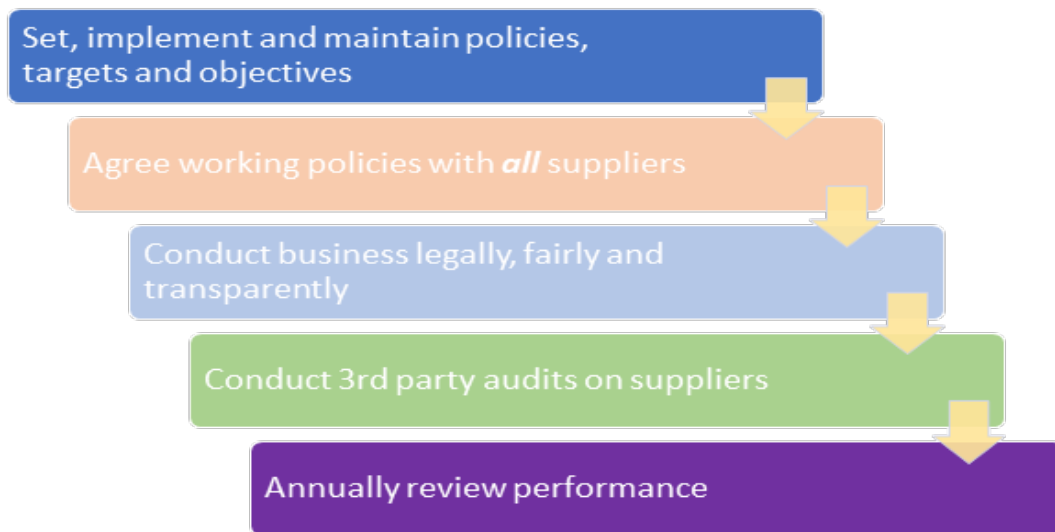 Set, implement and maintain policies,
targets and objectives
Agree working policies with all suppliers
Conduct business legally, fairly and
transparently
Conduct 3rd party audits on suppliers
Annually review performance